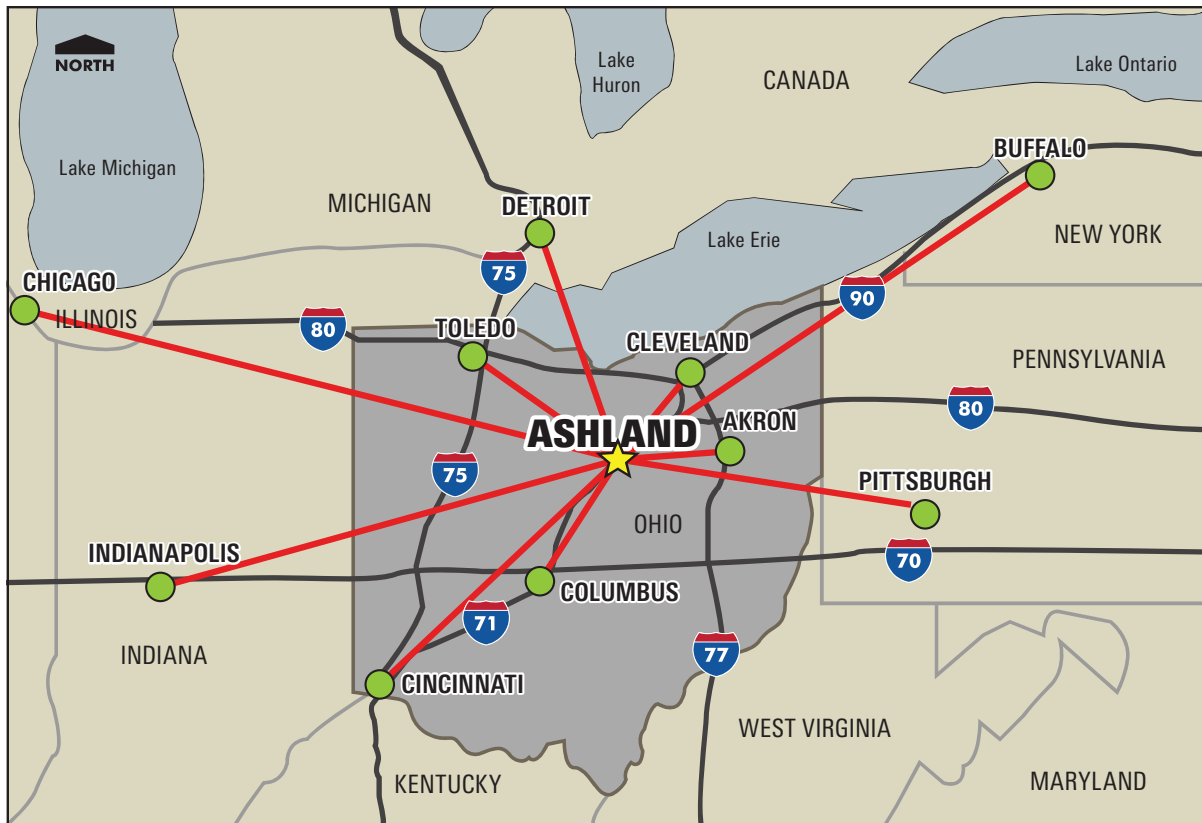 NORTH
Lake
Huron
CANADA
Lake Ontario
Lake Michigan
BUFFALO
MICHIGAN
DETROIT
Lake Erie
NEW YORK
75
CHICAGO
ILLINOIS
80
90
TOLEDO
CLEVELAND
PENNSYLVANIA
80
ASHLAND
AKRON
75
PITTSBURGH
OHIO
INDIANAPOLIS
70
COLUMBUS
71
INDIANA
77
CINCINNATI
WEST VIRGINIA
KENTUCKY
MARYLAND